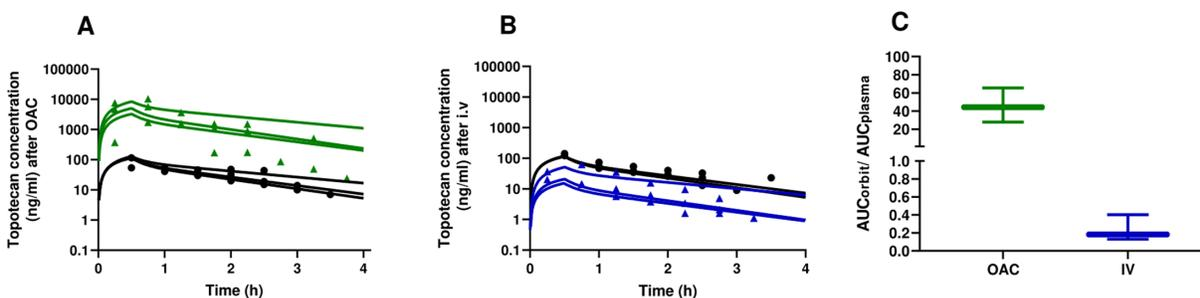 A
Topotecan concentration
(ng/ml) after OAC
100000
10000
1000
100
10
1
0.1
0
1
2
3
4
Time (h)
B
Topotecan concentration
(ng/ml) after i.v
100000
10000
1000
100
10
1
0.1
0
1
2
3
4
Time (h)
C
AUCorbit/ AUCplasma
100
80
60
40
20
1.0
0.8
0.6
0.4
0.2
0.0
OAC
IV